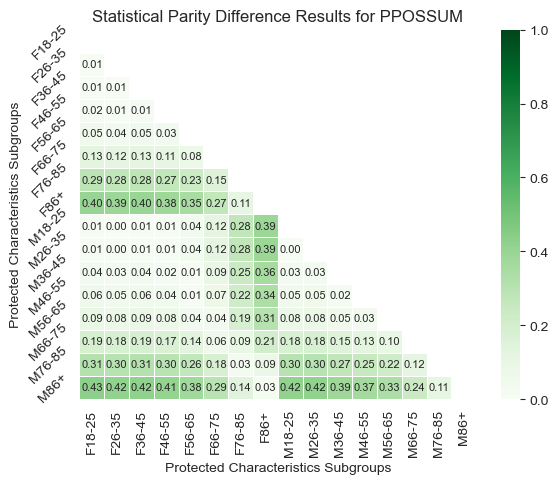 Statistical Parity Difference Results for PPOSSUM
Protected Characteristics Subgroups
F18-25
F26-35 0.01
F36-45 0.01 0.01
F46-55 0.02 0.01 0.01
F56-65 0.05 0.04 0.05 0.03
F66-75 0.13 0.12 0.13 0.11 0.08
F76-85 0.29 0.28 0.28 0.27 0.23 0.15
F86+ 0.40 0.39 0.40 0.38 0.35 0.27 0.11
M18-25 0.01 0.00 0.01 0.01 0.04 0.12 0.28 0.39
M26-35 0.01 0.00 0.01 0.01 0.04 0.12 0.28 0.39 0.00
M36-45 0.04 0.03 0.04 0.02 0.01 0.09 0.25 0.36 0.03 0.03
M46-55 0.06 0.05 0.06 0.04 0.01 0.07 0.22 0.34 0.05 0.05 0.02
M56-65 0.09 0.08 0.09 0.08 0.04 0.04 0.19 0.31 0.08 0.08 0.05 0.03
M66-75 0.19 0.18 0.19 0.17 0.14 0.06 0.09 0.21 0.18 0.18 0.15 0.13 0.10
M76-85 0.31 0.30 0.31 0.30 0.26 0.18 0.03 0.09 0.30 0.30 0.27 0.25 0.22 0.12
M86+ 0.43 0.42 0.42 0.41 0.38 0.29 0.14 0.03 0.42 0.42 0.39 0.37 0.33 0.24 0.11
F18-25 F26-35 F36-45 F46-55 F56-65 F66-75 F76-85 F86+ M18-25 M26-35 M36-45 M46-55 M56-65 M66-75 M76-85 M86+
Protected Characteristics Subgroups
1.0
0.8
0.6
0.4
0.2
0.0